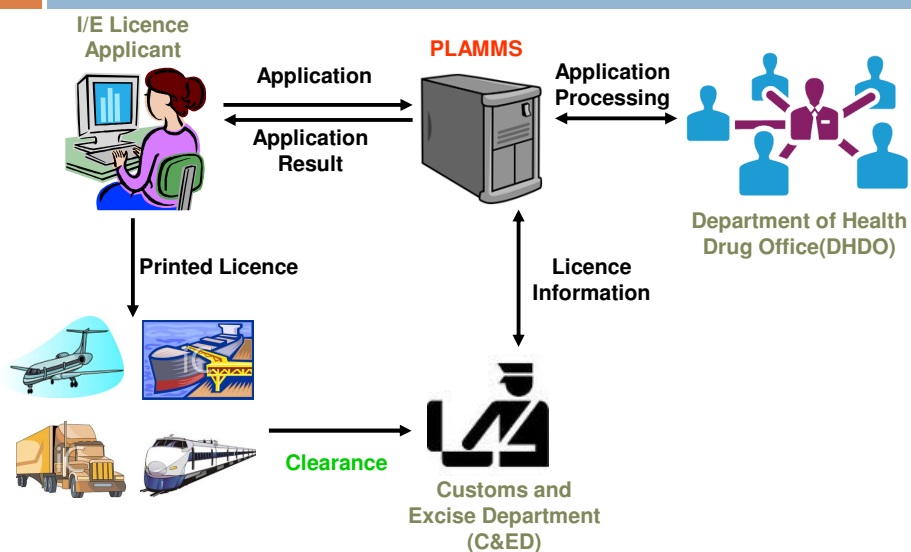 I/E Licence
Applicant
PLAMMS
Application
Application
Result
Application
Processing
Department of Health
Drug Office(DHDO)
Printed Licence
Licence
Information
Clearance
Customs and
Excise Department
(C&ED)